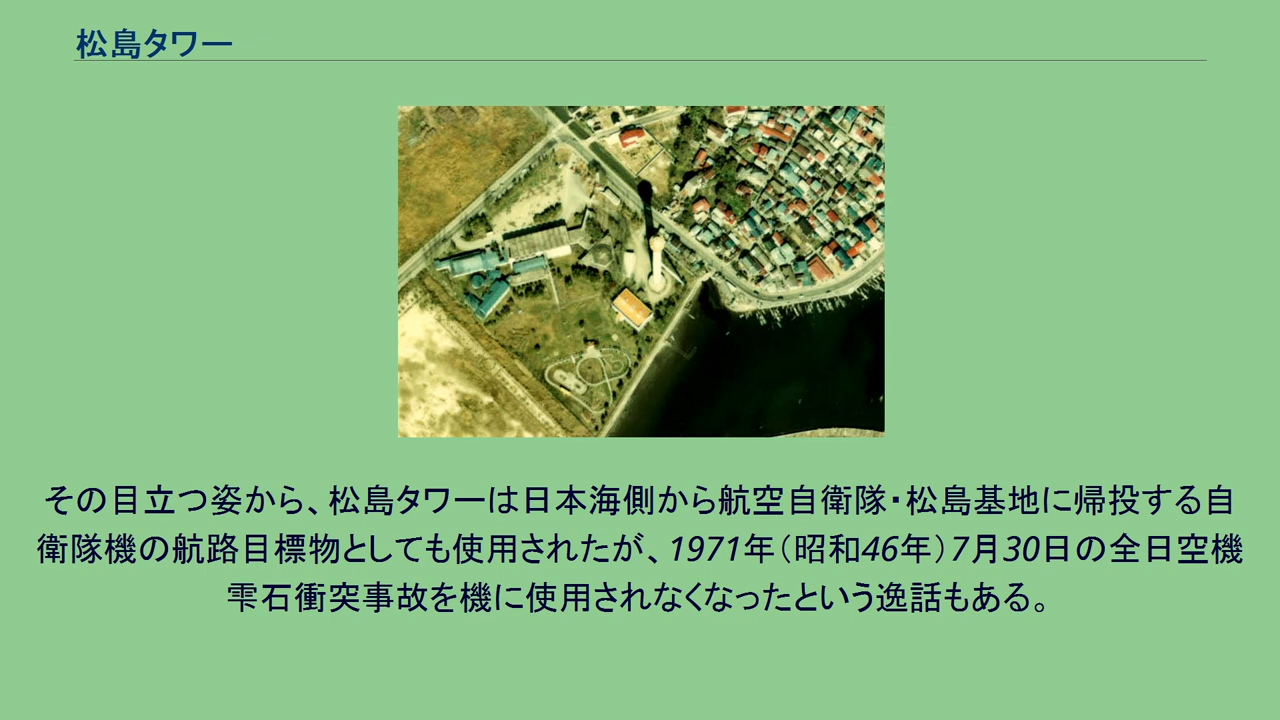 松島タワー
その目立つ姿から、松島タワーは日本海側から航空自衛隊・松島基地に帰投する自
衛隊機の航路目標物としても使用されたが、1971年（昭和46年）7月30日の全日空機
雫石衝突事故を機に使用されなくなったという逸話もある。